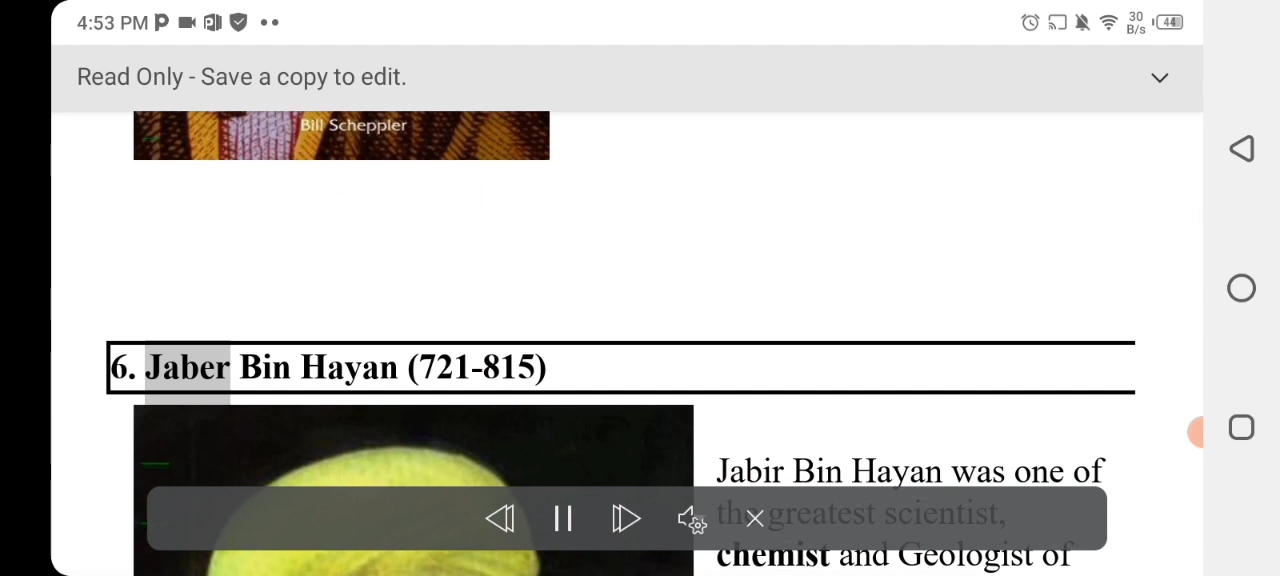 4:53 PM
30
B/s
44
Read Only - Save a copy to edit.
Bill Scheppler
6. Jaber Bin Hayan (721-815)
Jabir Bin Hayan was one of
the greatest scientist,
chemist and Geologist of